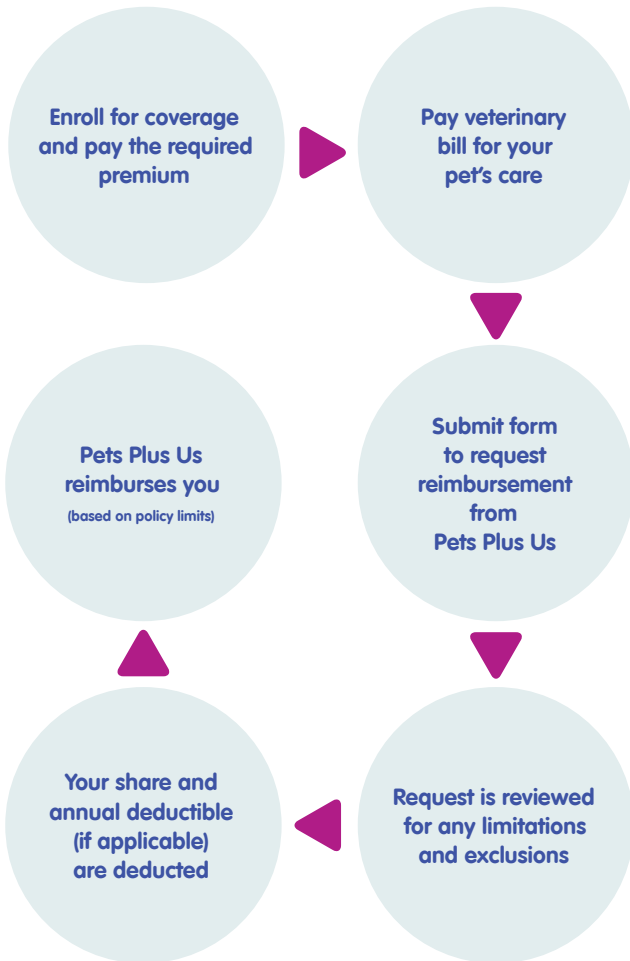 Enroll for coverage
and pay the required
premium
Pay veterinary
bill for your
pet's care
Submit form
to request
reimbursement
from
Pets Plus Us
Request is reviewed
for any limitations
and exclusions
Your share and
annual deductible
(if applicable)
are deducted
Pets Plus Us
reimburses you
(based on policy limits)